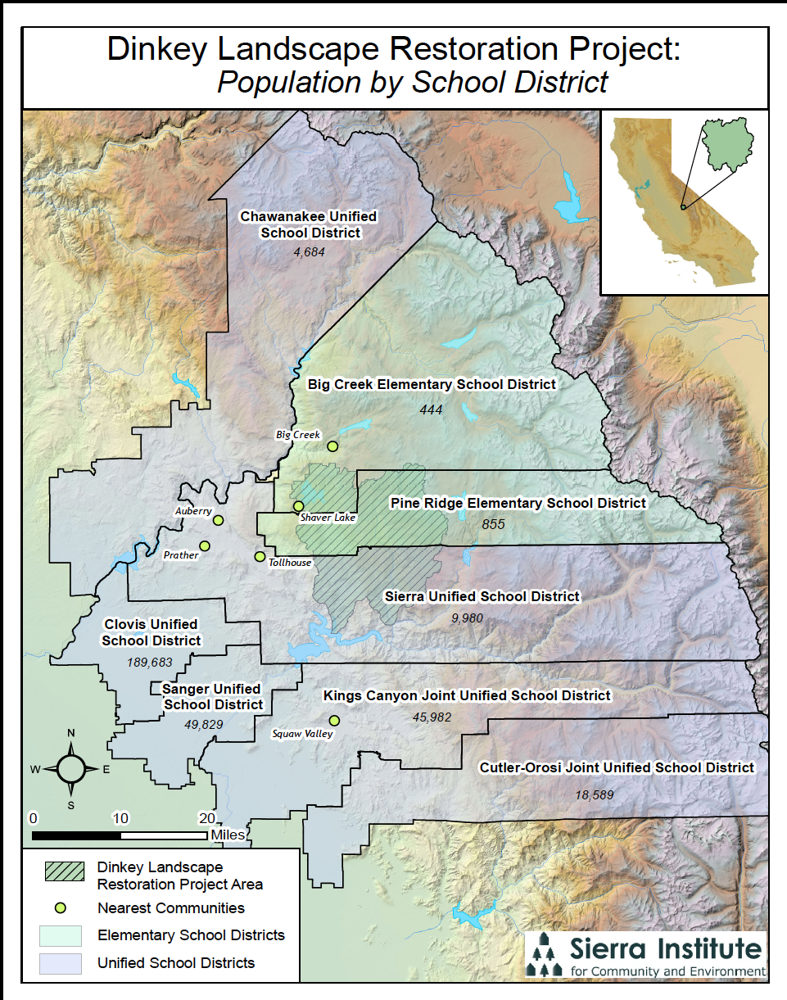 Dinkey Landscape Restoration Project:
Population by School District
Chawanakee Unified
School District
4,684
Big Creek Elementary School District
444
Big Creek
Pine Ridge Elementary School District
855
Auberry
Shaver Lake
Prather
Tollhouse
Sierra Unified School District
9,980
Clovis Unified
School District
189,683
Sanger Unified
School District
49,829
Kings Canyon Joint Unified School District
45,982
Squaw Valley
Cutler-Orosi Joint Unified School District
18,589
N
W
E
S
0 10 20
Miles
Dinkey Landscape
Restoration Project Area
Nearest Communities
Elementary School Districts
Unified School Districts
Sierra Institute
for Community and Environment